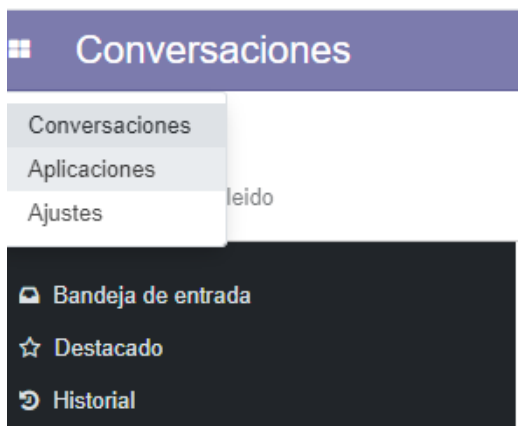 Conversaciones
Conversaciones
Aplicaciones
leido
Ajustes
Bandeja de entrada
Destacado
Historial